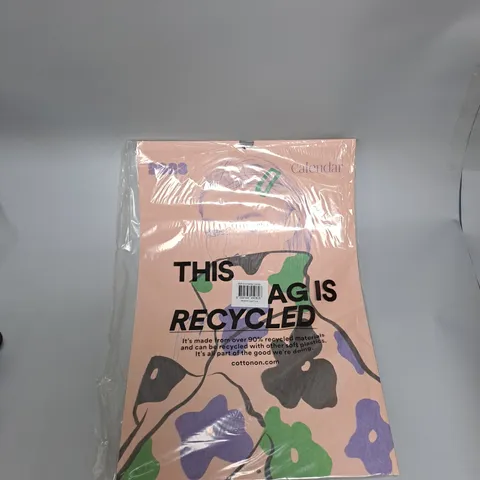 Calendar
THIS
AG IS
RECYCLED
It's made from over 90% recycled materials
and can be recycled with other soft plastics.
It's all part of the good we're doing.
cottonon.com